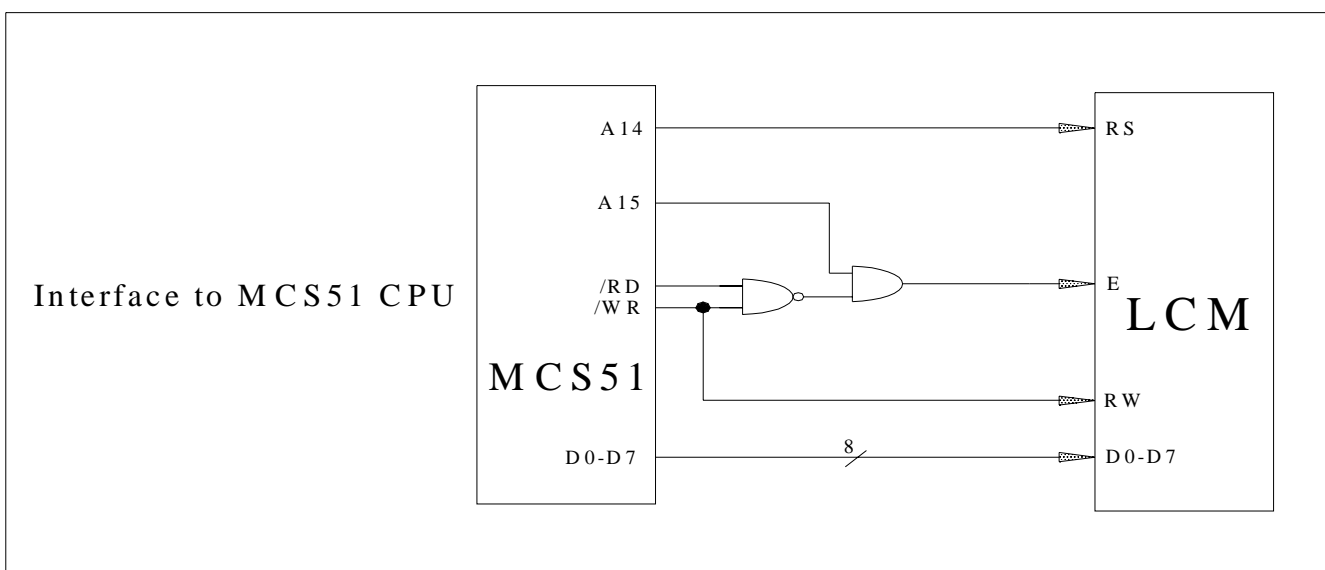 A14
RS
A15
/RD
/WR
E
Interface to MCS51 CPU
LCM
MCS51
RW
D0-D7
8
D0-D7